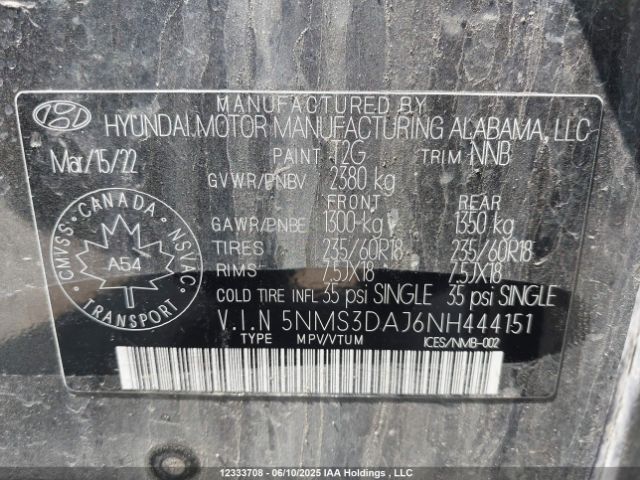 MANUFACTURED BY
HYUNDAI MOTOR MANUFACTURING ALABAMA, LLC
Mar/15/22
PAINT T2G TRIM NNB
GVWR/PNBV 2380 kg
FRONT REAR
GAWR/PNBE 1300 kg 1350 kg
TIRES 235/60R18 235/60R18
RIMS 7.5JX18 7.5JX18
COLD TIRE INFL 35 psi SINGLE 35 psi SINGLE
V.I.N 5NMS3DAJ6NH444151
TYPE MPV/VTUM ICES/NMB-002
CMVSS · CANADA · NSVAC
A54
TRANSPORT
12333708 - 06/10/2025 IAA Holdings , LLC